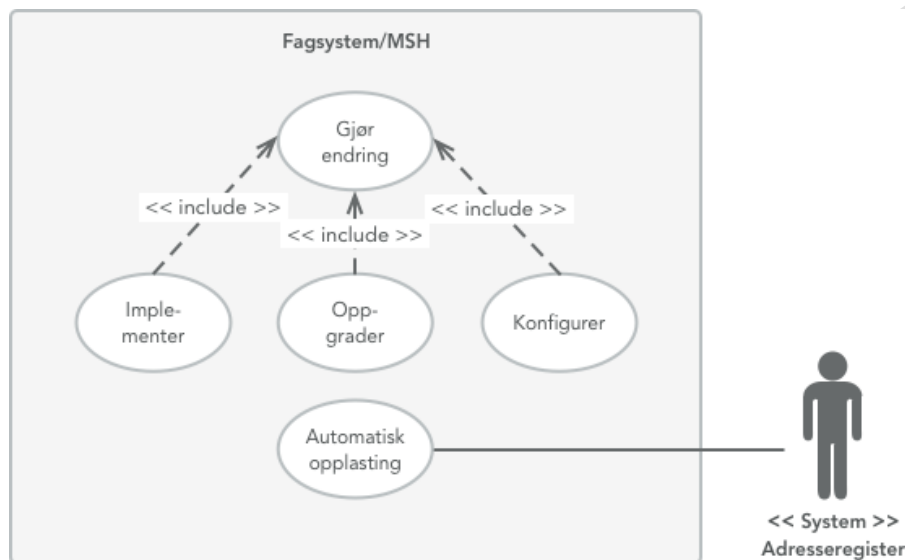 Fagsystem/MSH
Gjør
endring
<< include >>
<< include >>
<< include >>
Imple-
menter
Opp-
grader
Konfigurer
Automatisk
opplasting
<< System >>
Adresseregister